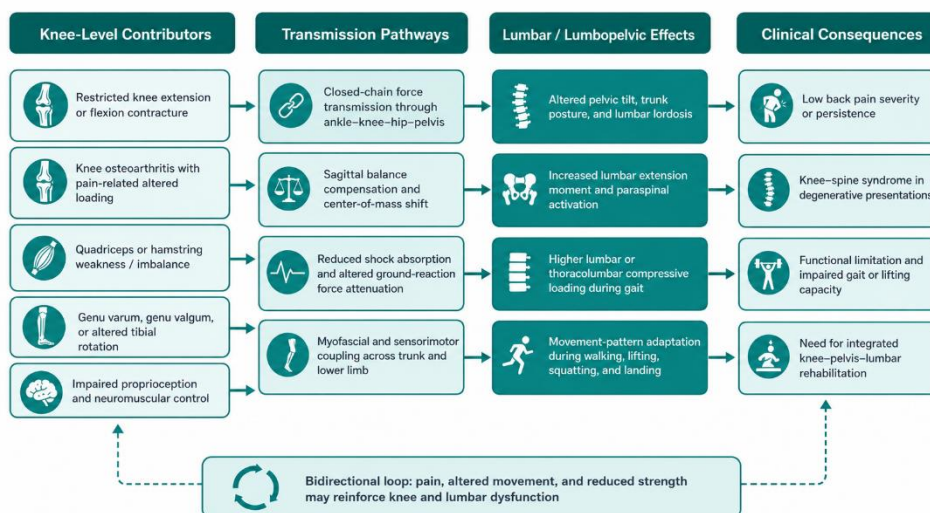 Knee-Level Contributors
Transmission Pathways
Lumbar / Lumbopelvic Effects
Clinical Consequences
Restricted knee extension
or flexion contracture
Closed-chain force
transmission through
ankle–knee–hip–pelvis
Altered pelvic tilt, trunk
posture, and lumbar lordosis
Low back pain severity
or persistence
Knee osteoarthritis with
pain-related altered
loading
Sagittal balance
compensation and
center-of-mass shift
Increased lumbar extension
moment and paraspinal
activation
Knee–spine syndrome in
degenerative presentations
Quadriceps or hamstring
weakness / imbalance
Reduced shock absorption
and altered ground-reaction
force attenuation
Higher lumbar or
thoracolumbar compressive
loading during gait
Functional limitation and
impaired gait or lifting
capacity
Genu varum, genu valgum,
or altered tibial
rotation
Myofascial and sensorimotor
coupling across trunk and
lower limb
Movement-pattern adaptation
during walking, lifting,
squatting, and landing
Need for integrated
knee–pelvis–lumbar
rehabilitation
Impaired proprioception
and neuromuscular control
Bidirectional loop: pain, altered movement, and reduced strength
may reinforce knee and lumbar dysfunction